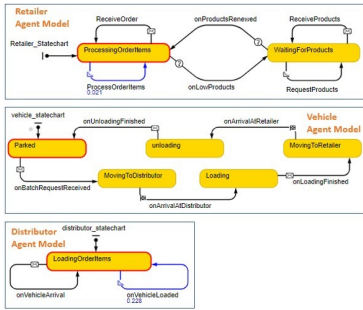 Retailer
Agent Model
ReceiveOrder
onProductsRenewed
ReceiveProducts
Retailer_Statechart
ProcessingOrderItems
WaitingForProducts
ProcessOrderItems
0.021
onLowProducts
RequestProducts
vehicle_statechart
onUnloadingFinished
onArrivalAtRetailer
Vehicle
Agent Model
Parked
unloading
MovingToRetailer
MovingToDistributor
Loading
onBatchRequestReceived
onLoadingFinished
onArrivalAtDistributor
Distributor
Agent Model
distributor_statechart
LoadingOrderItems
onVehicleArrival
onVehicleLoaded
0.228